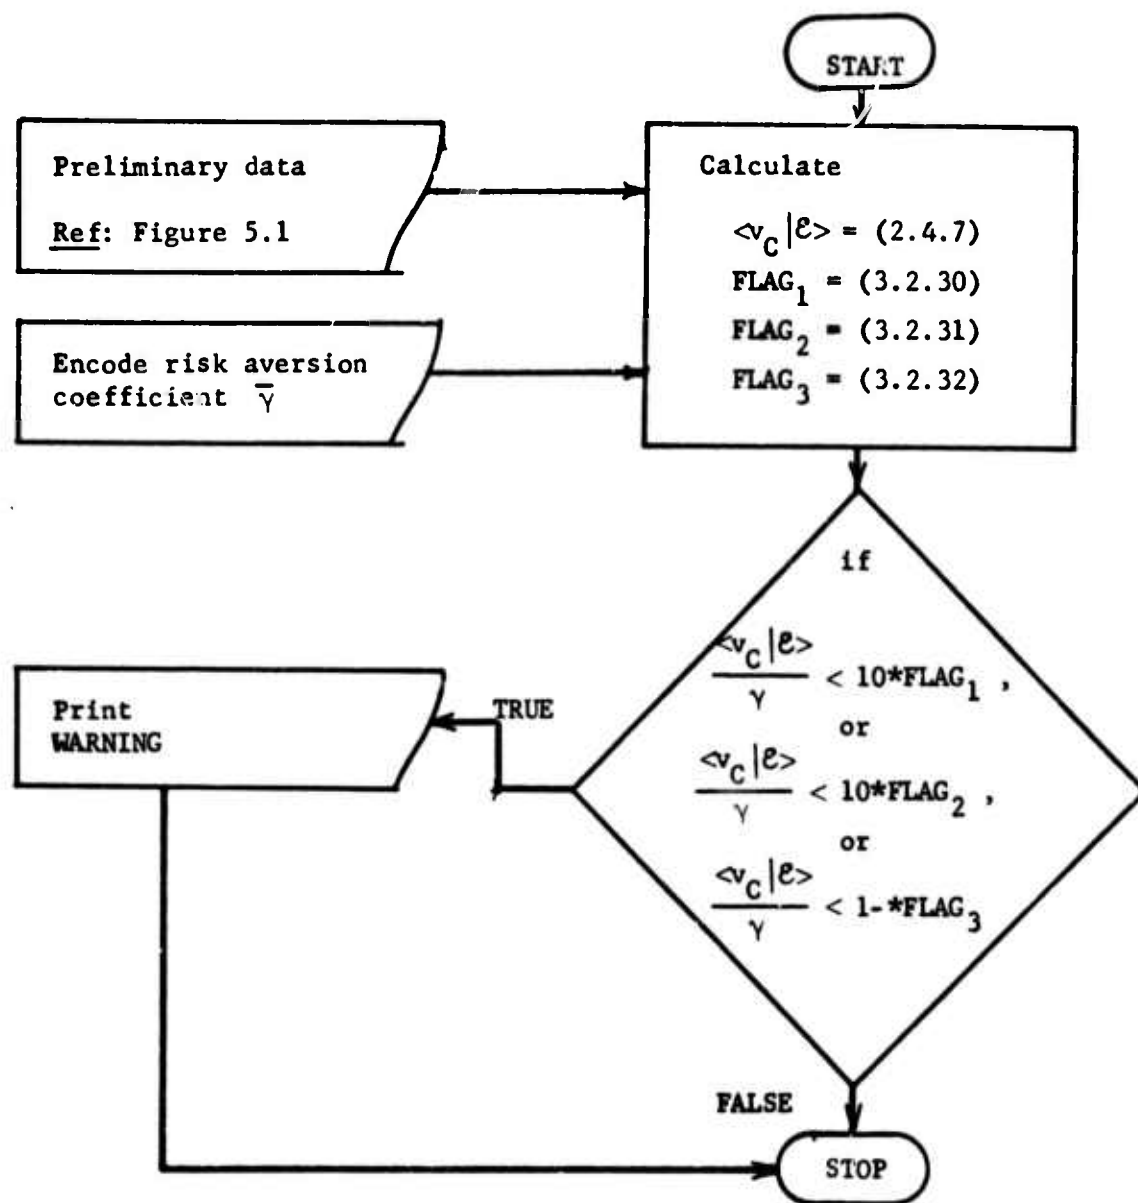 START
Preliminary data
Ref: Figure 5.1
Encode risk aversion
coefficient γ̄
Calculate
<v_C|ℰ> = (2.4.7)
FLAG_1 = (3.2.30)
FLAG_2 = (3.2.31)
FLAG_3 = (3.2.32)
if
<v_C|ℰ>/γ < 10*FLAG_1 ,
or
<v_C|ℰ>/γ < 10*FLAG_2 ,
or
<v_C|ℰ>/γ < 1-*FLAG_3
TRUE
Print
WARNING
FALSE
STOP